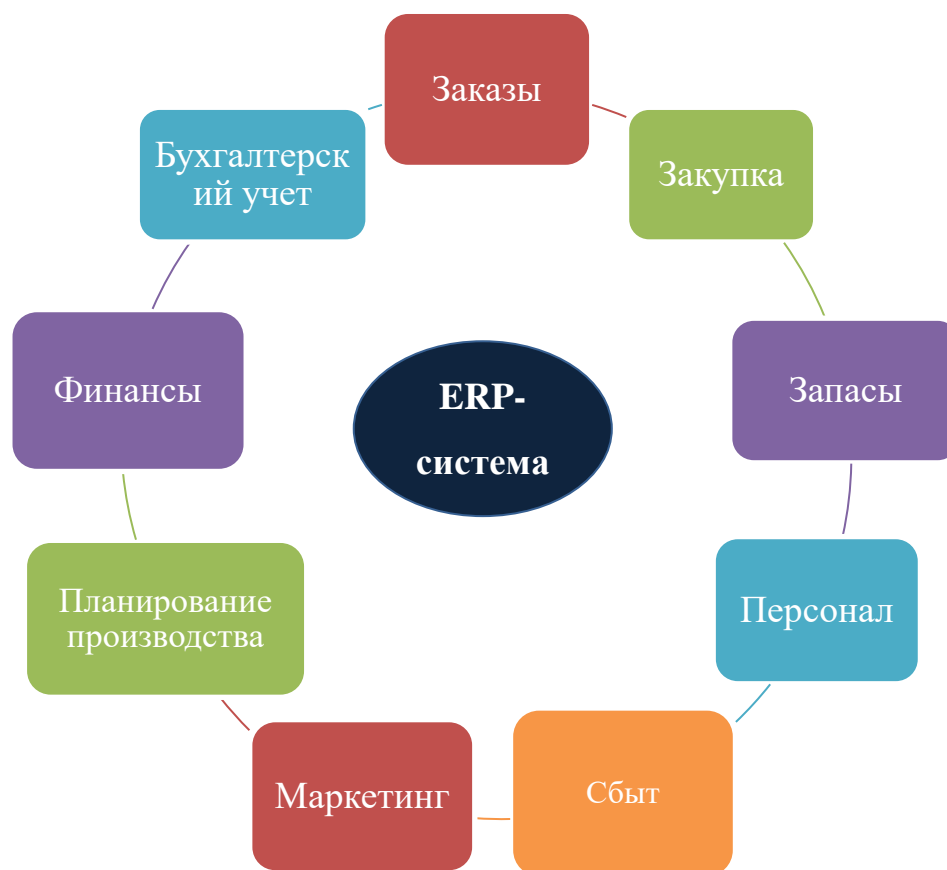 Заказы
Закупка
Запасы
Персонал
Сбыт
Маркетинг
Планирование
производства
Финансы
Бухгалтерск
ий учет
ERP-
система